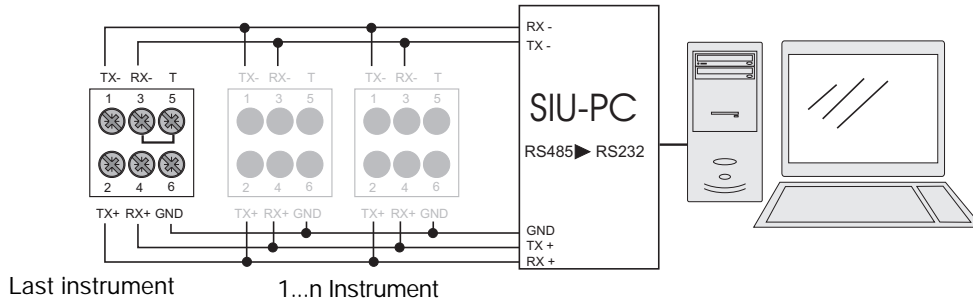 RX -
TX -
TX- RX- T
TX- RX- T
TX- RX- T
1 3 5
1 3 5
1 3 5
SIU-PC
RS485 ▶ RS232
2 4 6
2 4 6
2 4 6
TX+ RX+ GND
TX+ RX+ GND
TX+ RX+ GND
GND
TX +
RX +
Last instrument
1...n Instrument